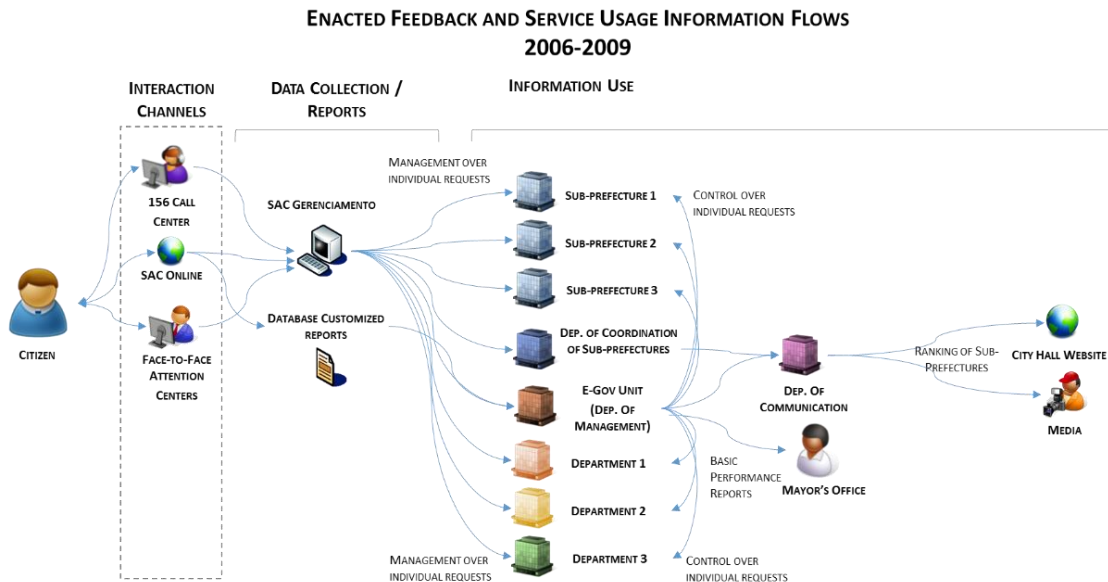 ENACTED FEEDBACK AND SERVICE USAGE INFORMATION FLOWS
2006-2009
INTERACTION
CHANNELS
DATA COLLECTION /
REPORTS
INFORMATION USE
156 CALL
CENTER
SAC ONLINE
FACE-TO-FACE
ATTENTION
CENTERS
CITIZEN
SAC GERENCIAMENTO
DATABASE CUSTOMIZED
REPORTS
MANAGEMENT OVER
INDIVIDUAL REQUESTS
SUB-PREFECTURE 1
SUB-PREFECTURE 2
SUB-PREFECTURE 3
DEP. OF COORDINATION
OF SUB-PREFECTURES
E-GOV UNIT
(DEP. OF
MANAGEMENT)
DEPARTMENT 1
DEPARTMENT 2
DEPARTMENT 3
MANAGEMENT OVER
INDIVIDUAL REQUESTS
CONTROL OVER
INDIVIDUAL REQUESTS
DEP. OF
COMMUNICATION
BASIC
PERFORMANCE
REPORTS
MAYOR'S OFFICE
CONTROL OVER
INDIVIDUAL REQUESTS
RANKING OF SUB-
PREFECTURES
CITY HALL WEBSITE
MEDIA